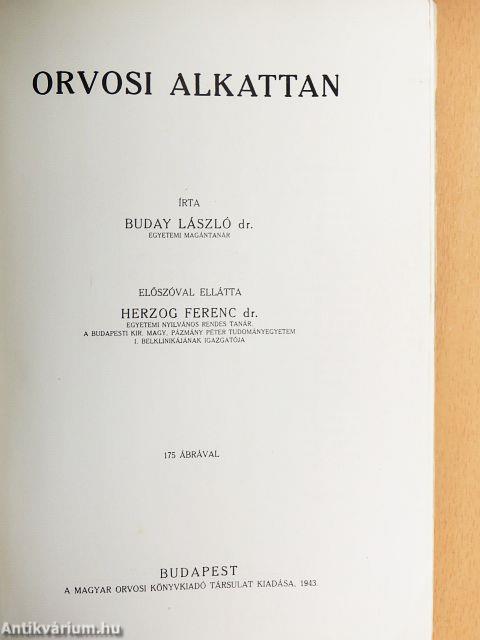 ORVOSI ALKATTAN
ÍRTA
BUDAY LÁSZLÓ dr.
EGYETEMI MAGÁNTANÁR
ELŐSZÓVAL ELLÁTTA
HERZOG FERENC dr.
EGYETEMI NYILVÁNOS RENDES TANÁR,
A BUDAPESTI KIR. MAGY. PÁZMÁNY PÉTER TUDOMÁNYEGYETEM
I. BELKLINIKÁJÁNAK IGAZGATÓJA
175 ÁBRÁVAL
BUDAPEST
A MAGYAR ORVOSI KÖNYVKIADÓ TÁRSULAT KIADÁSA, 1943.
Antikvárium.hu